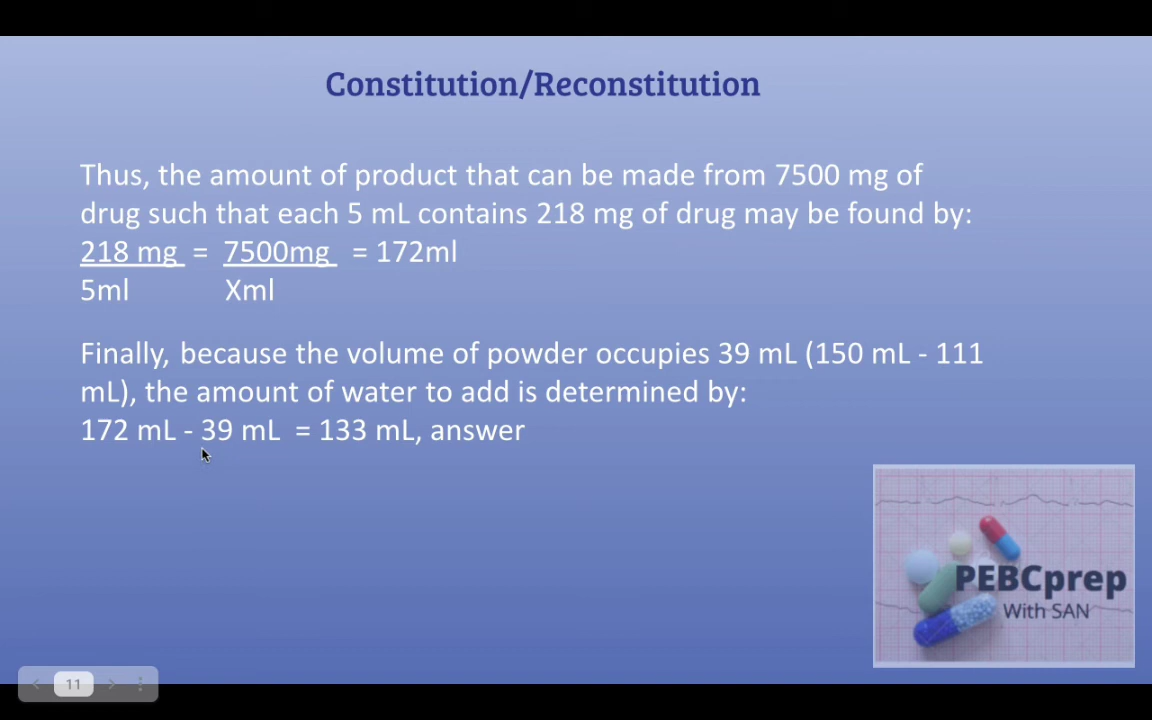 Constitution/Reconstitution
Thus, the amount of product that can be made from 7500 mg of
drug such that each 5 mL contains 218 mg of drug may be found by:
218 mg = 7500mg = 172ml
5ml Xml
Finally, because the volume of powder occupies 39 mL (150 mL - 111
mL), the amount of water to add is determined by:
172 mL - 39 mL = 133 mL, answer
PEBCprep
With SAN
11